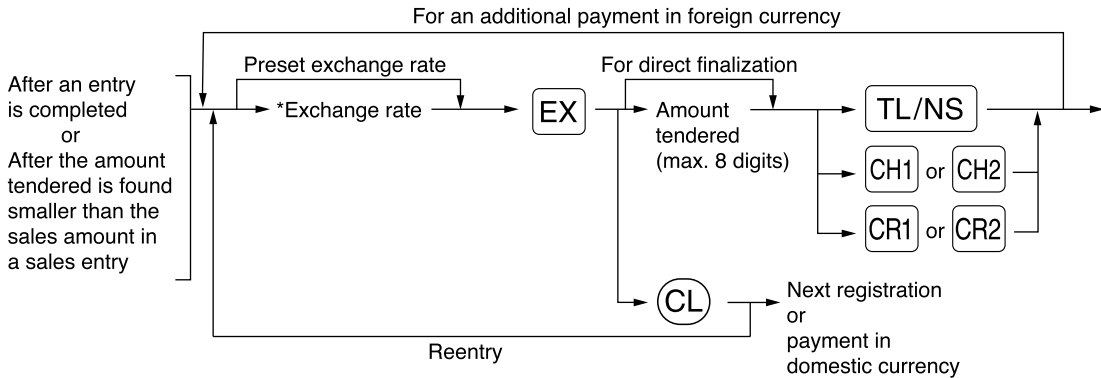 For an additional payment in foreign currency
Preset exchange rate
For direct finalization
After an entry
is completed
or
After the amount
tendered is found
smaller than the
sales amount in
a sales entry
*Exchange rate
EX
Amount
tendered
(max. 8 digits)
TL/NS
CH1 or CH2
CR1 or CR2
CL
Next registration
or
payment in
domestic currency
Reentry